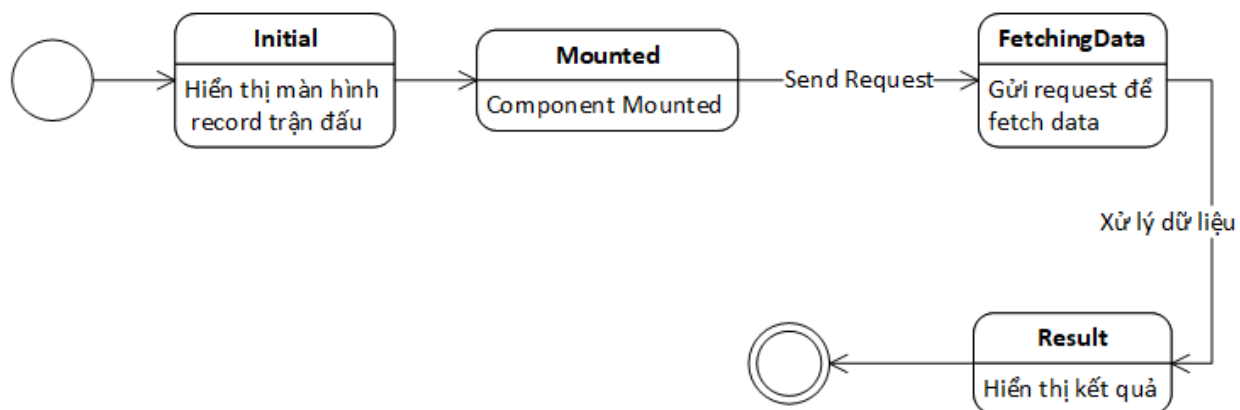 Initial
Hiển thị màn hình
record trận đấu
Mounted
Component Mounted
Send Request
FetchingData
Gửi request để
fetch data
Xử lý dữ liệu
Result
Hiển thị kết quả